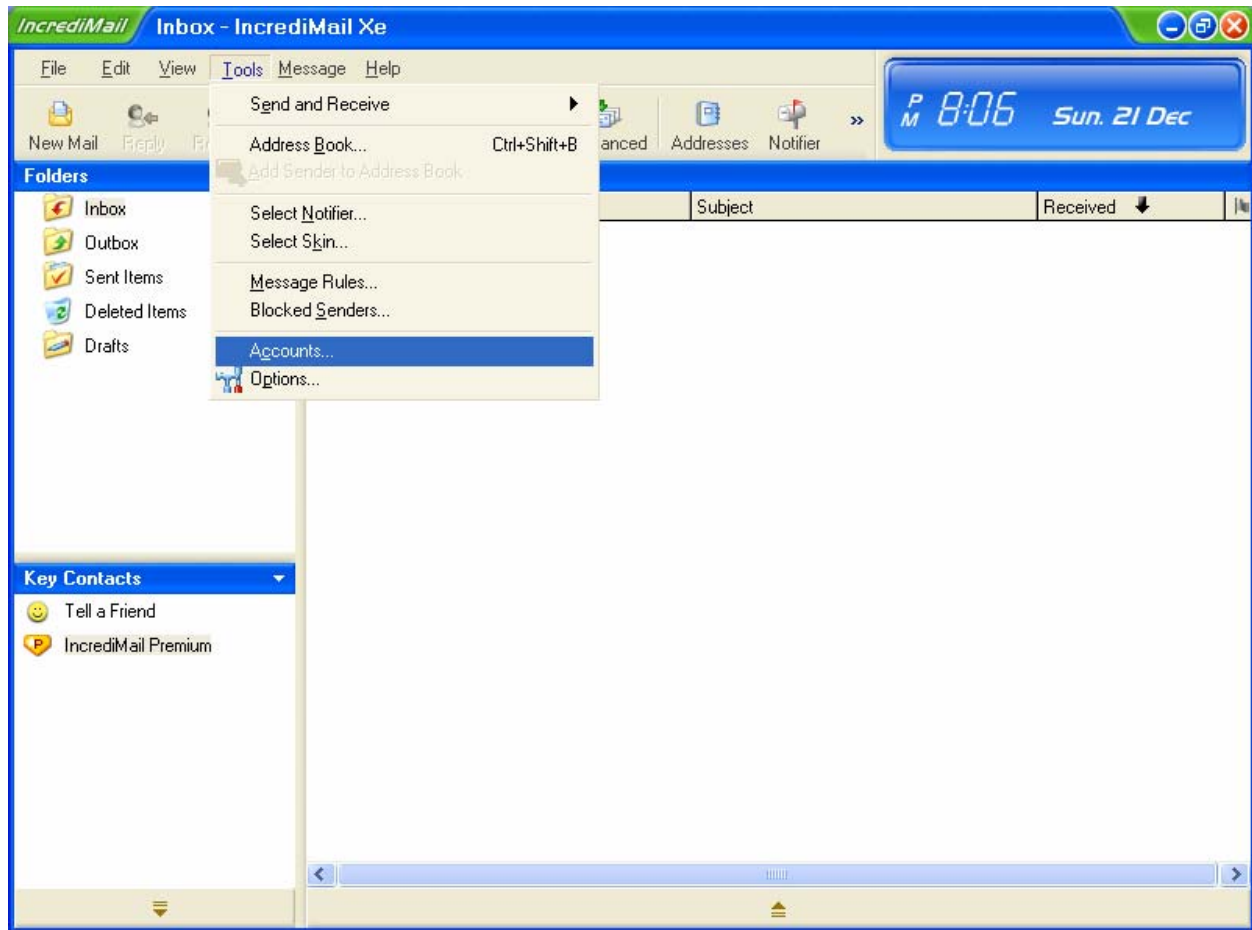 IncrediMail Inbox - IncrediMail Xe
File Edit View Tools Message Help
PM 8:06 Sun. 21 Dec
New Mail Reply anced Addresses Notifier »
Send and Receive
Address Book... Ctrl+Shift+B
Add Sender to Address Book
Select Notifier...
Select Skin...
Message Rules...
Blocked Senders...
Accounts...
Options...
Folders
Subject Received
Inbox
Outbox
Sent Items
Deleted Items
Drafts
Key Contacts
Tell a Friend
P IncrediMail Premium